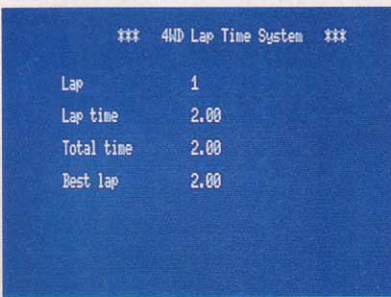 *** 4WD Lap Time System ***
Lap 1
Lap time 2.00
Total time 2.00
Best lap 2.00